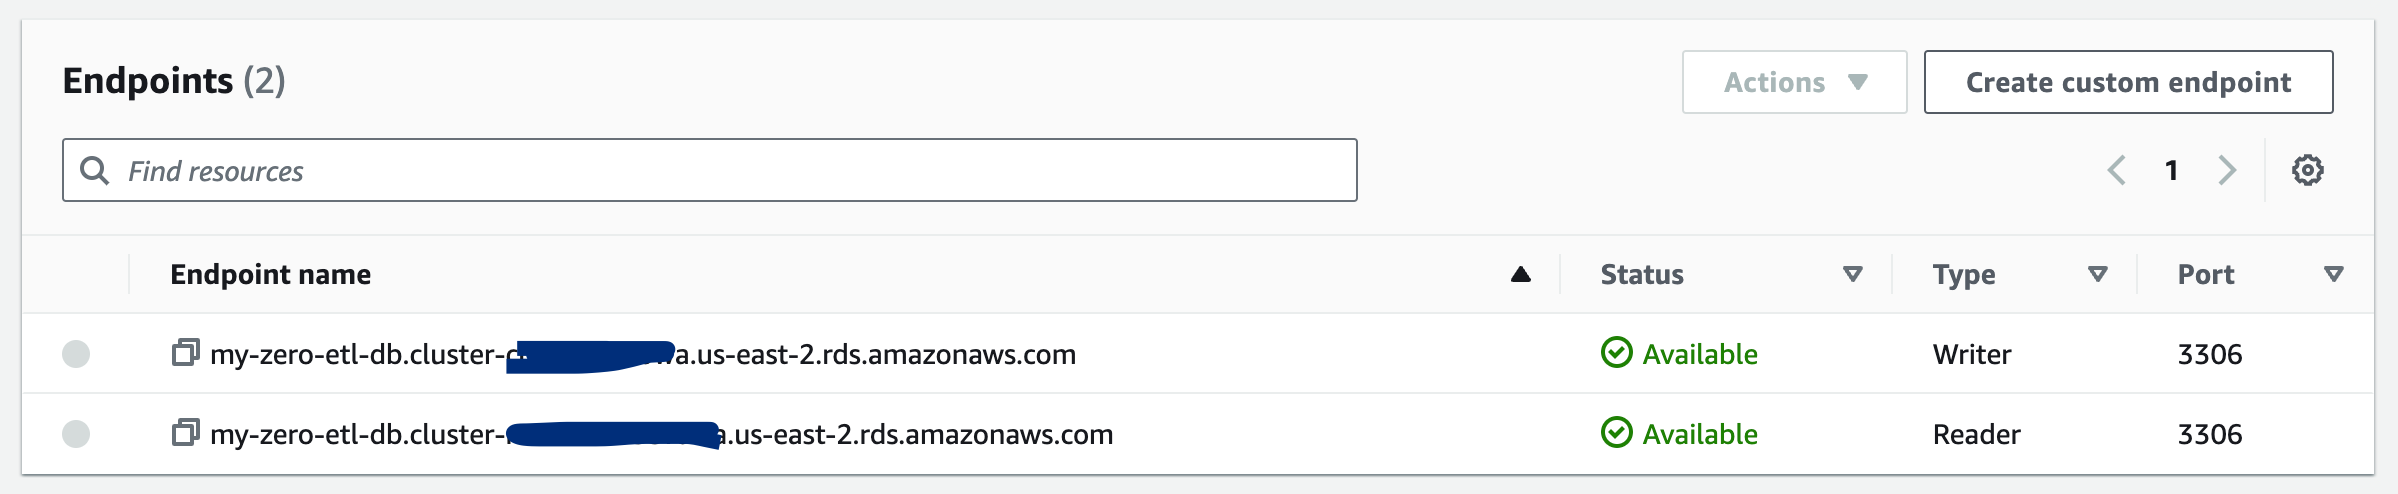 Endpoints (2)
Actions
Create custom endpoint
Find resources
1
Endpoint name Status Type Port
my-zero-etl-db.cluster- a.us-east-2.rds.amazonaws.com Available Writer 3306
my-zero-etl-db.cluster- .us-east-2.rds.amazonaws.com Available Reader 3306